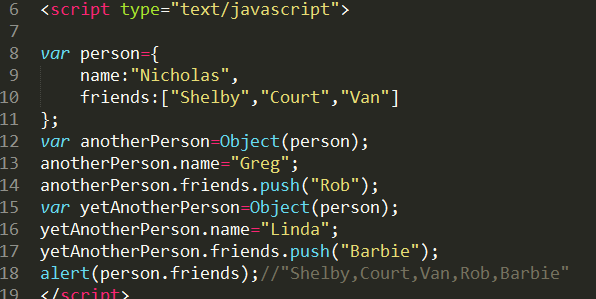 6 <script type="text/javascript">
7
8 var person={
9 name:"Nicholas",
10 friends:["Shelby","Court","Van"]
11 };
12 var anotherPerson=Object(person);
13 anotherPerson.name="Greg";
14 anotherPerson.friends.push("Rob");
15 var yetAnotherPerson=Object(person);
16 yetAnotherPerson.name="Linda";
17 yetAnotherPerson.friends.push("Barbie");
18 alert(person.friends);//"Shelby,Court,Van,Rob,Barbie"
19 </script>